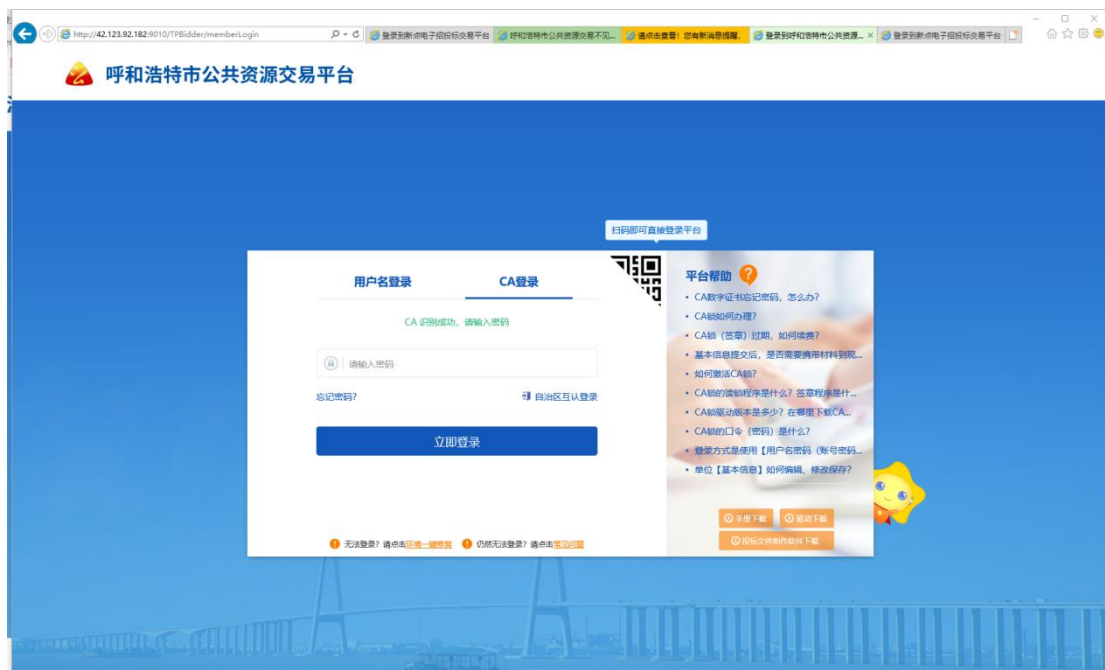 http://42.123.92.182:9010/TPBidder/memberLogin
登录到新点电子招投标交易平台
呼和浩特市公共资源交易不见...
请点击查看！您有新消息提醒.
登录到呼和浩特市公共资源...
登录到新点电子招投标交易平台
呼和浩特市公共资源交易平台
扫码即可直接登录平台
用户名登录
CA登录
CA 识别成功，请输入密码
请输入密码
忘记密码?
自治区互认登录
立即登录
无法登录？请点击环境一键修复
仍然无法登录？请点击常见问题
平台帮助
• CA数字证书忘记密码，怎么办？
• CA锁如何办理？
• CA锁（签章）过期，如何续费？
• 基本信息提交后，是否需要携带材料到现...
• 如何激活CA锁？
• CA锁的读锁程序是什么？签章程序是什...
• CA锁驱动版本是多少？在哪里下载CA...
• CA锁的口令（密码）是什么？
• 登录方式是使用【用户名密码（账号密码...
• 单位【基本信息】如何编辑、修改保存？
手册下载
驱动下载
投标文件制作软件下载